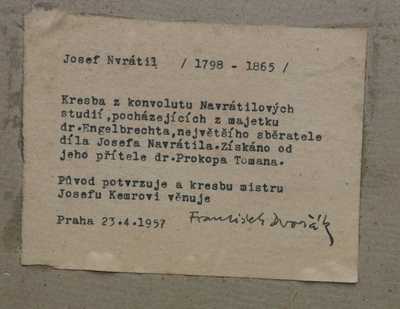 Josef Nvrátil / 1798 - 1865 /
Kresba z konvolutu Navrátilových
studií,pocházejících z majetku
dr.Engelbrechta,největšího sběratele
díla Josefa Navrátila.Získáno od
jeho přítele dr.Prokopa Tomana.
Původ potvrzuje a kresbu mistru
Josefu Kemrovi věnuje
Praha 23.4.1957 František Dvořák